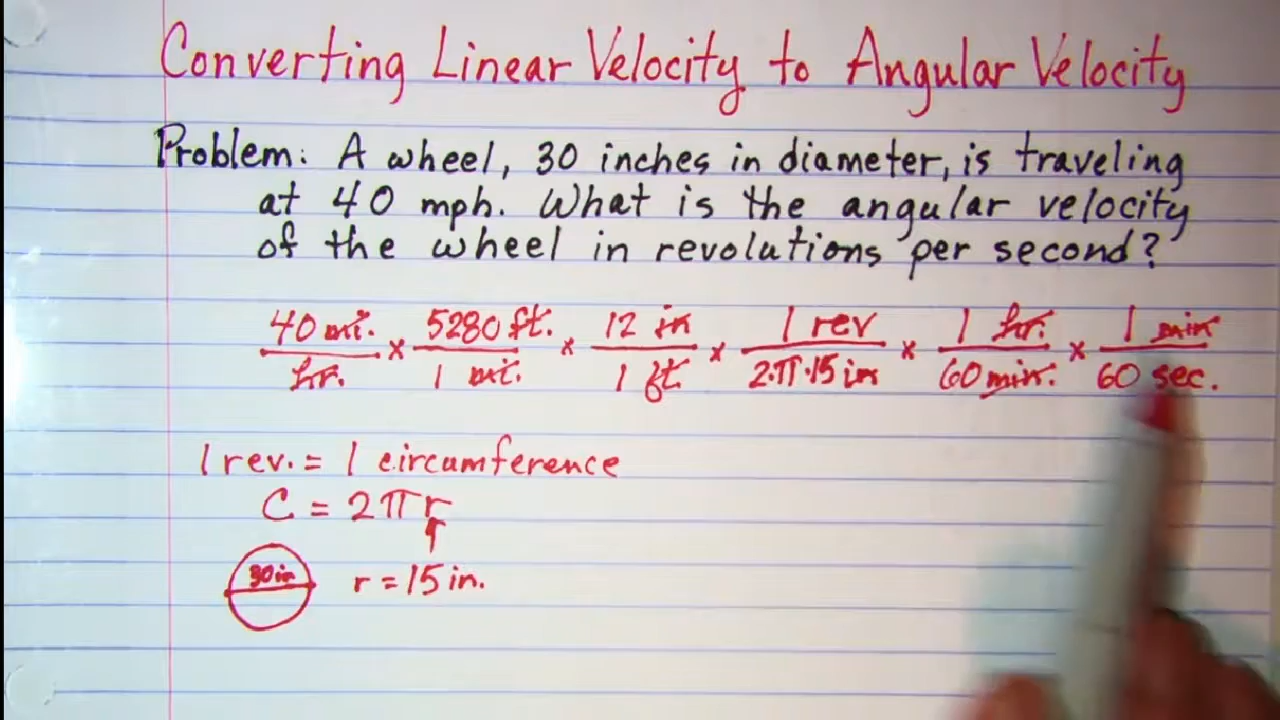 Converting Linear Velocity to Angular Velocity
Problem: A wheel, 30 inches in diameter, is traveling
at 40 mph. What is the angular velocity
of the wheel in revolutions per second?
40 mi. / hr. × 5280 ft. / 1 mi. × 12 in / 1 ft × 1 rev / 2·π·15 in × 1 hr. / 60 min. × 1 min / 60 sec.
1 rev. = 1 circumference
C = 2πr
30 in r = 15 in.